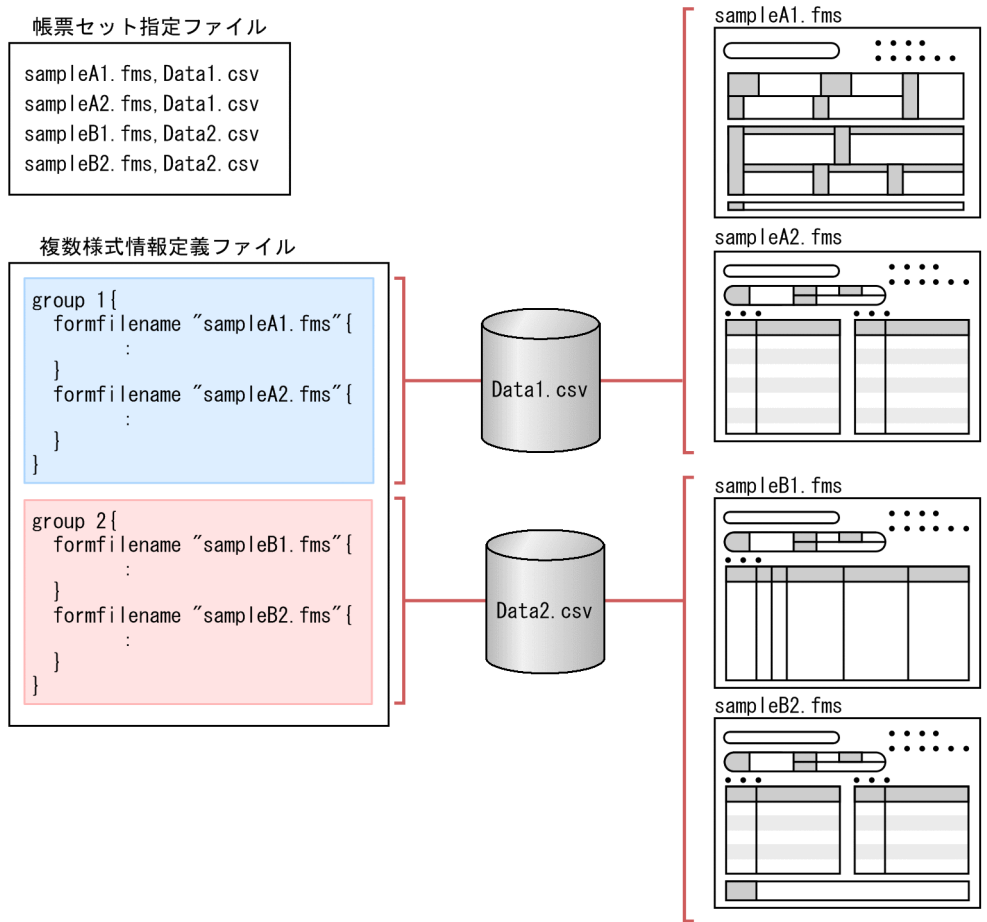 帳票セット指定ファイル
sampleA1.fms,Data1.csv
sampleA2.fms,Data1.csv
sampleB1.fms,Data2.csv
sampleB2.fms,Data2.csv
複数様式情報定義ファイル
group 1{
formfilename "sampleA1.fms"{
:
}
formfilename "sampleA2.fms"{
:
}
}
group 2{
formfilename "sampleB1.fms"{
:
}
formfilename "sampleB2.fms"{
:
}
}
Data1.csv
Data2.csv
sampleA1.fms
sampleA2.fms
sampleB1.fms
sampleB2.fms